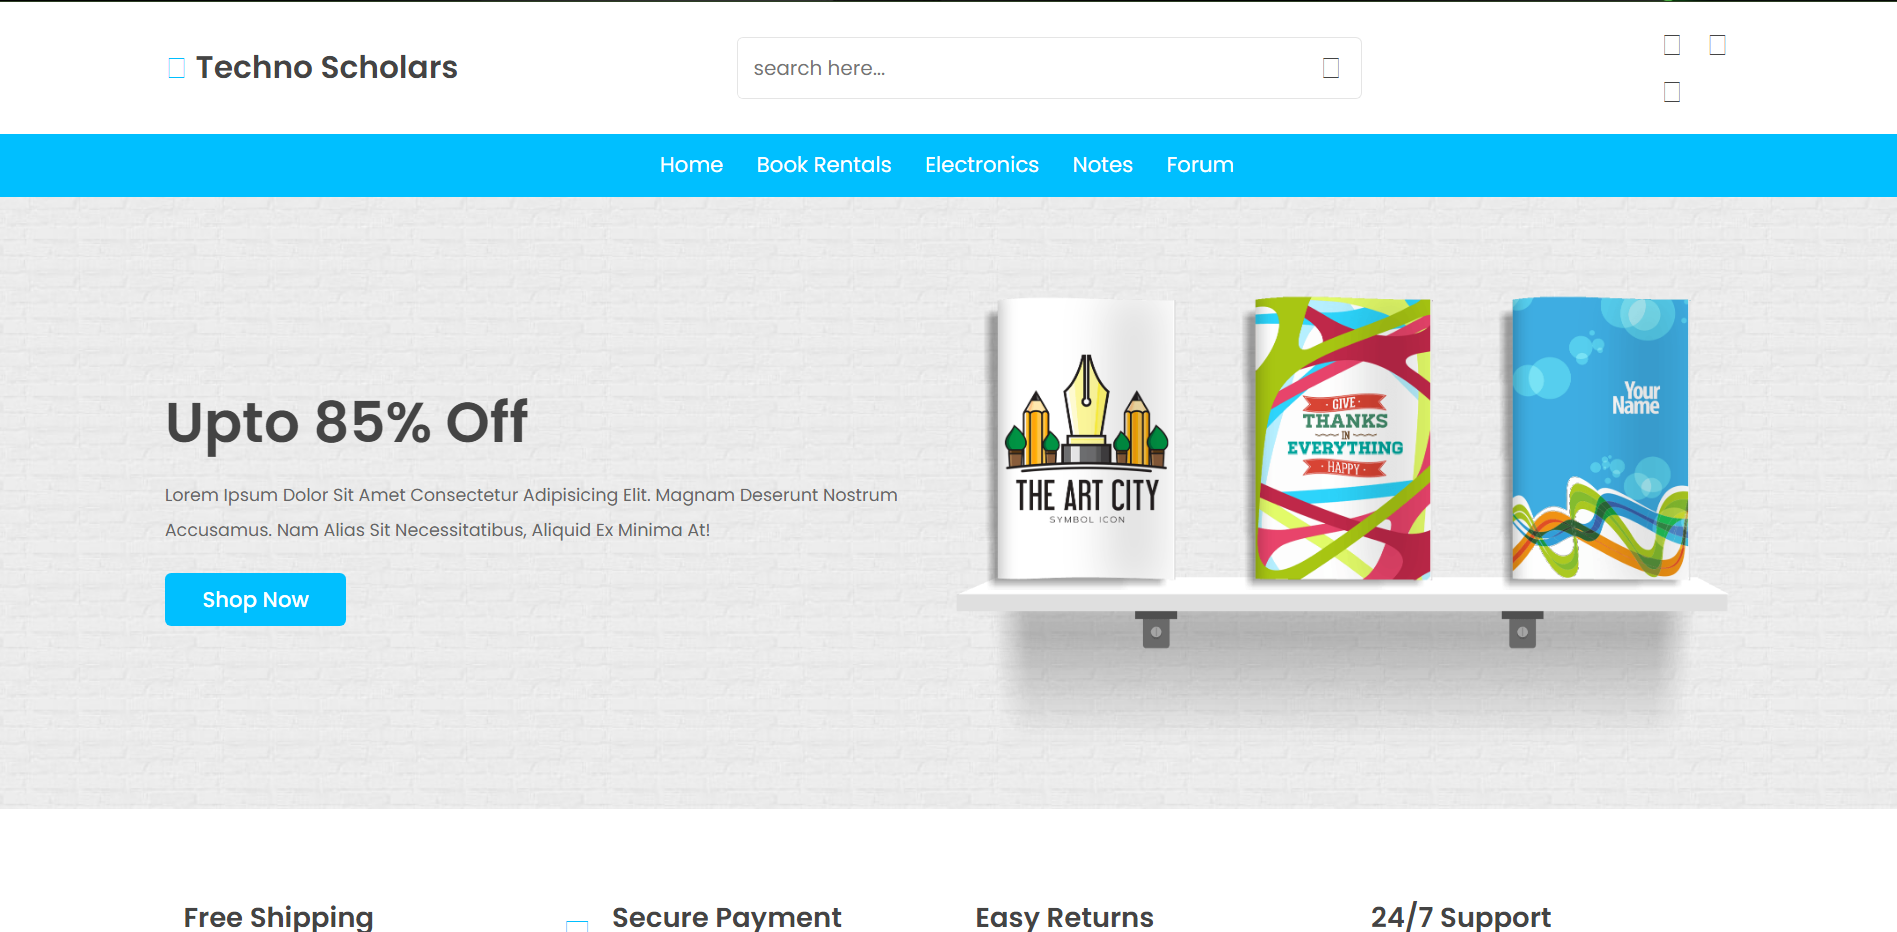 Techno Scholars
search here...
Home Book Rentals Electronics Notes Forum
Upto 85% Off
Lorem Ipsum Dolor Sit Amet Consectetur Adipisicing Elit. Magnam Deserunt Nostrum
Accusamus. Nam Alias Sit Necessitatibus, Aliquid Ex Minima At!
Shop Now
THE ART CITY
SYMBOL ICON
· GIVE ·
THANKS
IN
EVERYTHING
· HAPPY ·
Your
Name
Free Shipping Secure Payment Easy Returns 24/7 Support